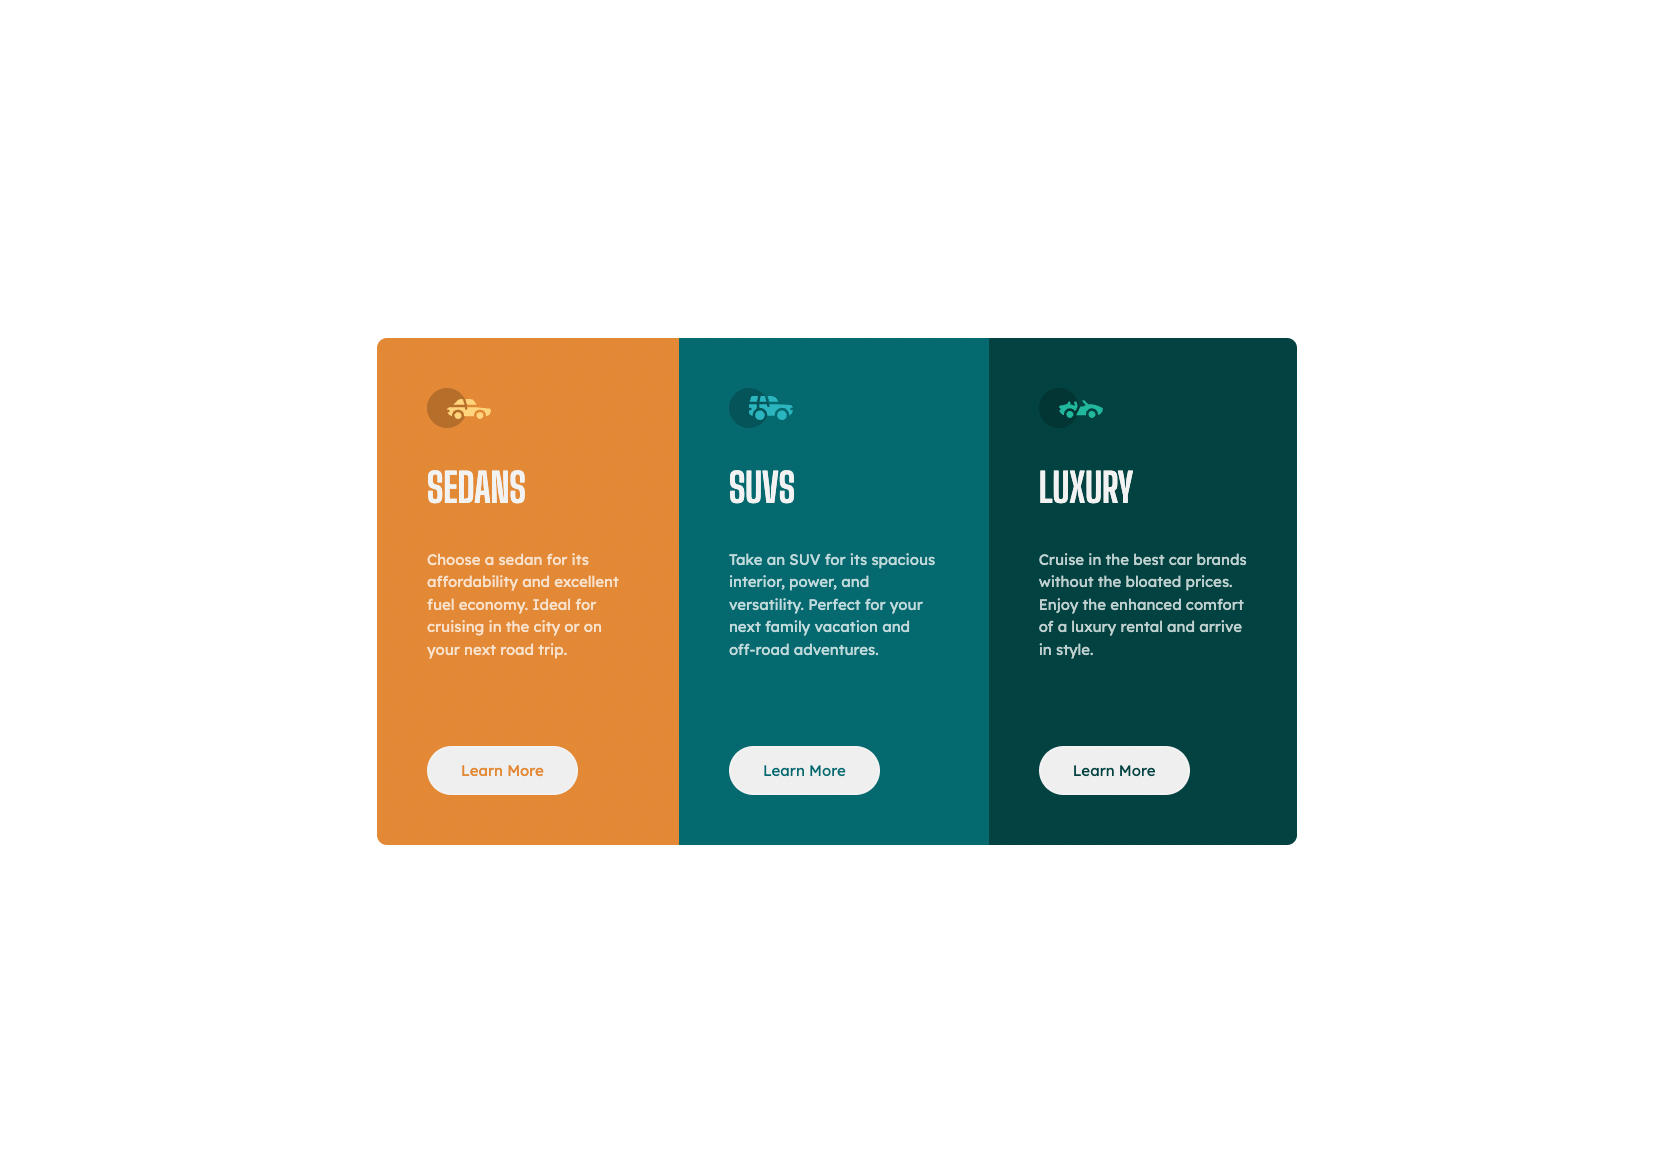 SEDANS
Choose a sedan for its
affordability and excellent
fuel economy. Ideal for
cruising in the city or on
your next road trip.
Learn More
SUVS
Take an SUV for its spacious
interior, power, and
versatility. Perfect for your
next family vacation and
off-road adventures.
Learn More
LUXURY
Cruise in the best car brands
without the bloated prices.
Enjoy the enhanced comfort
of a luxury rental and arrive
in style.
Learn More